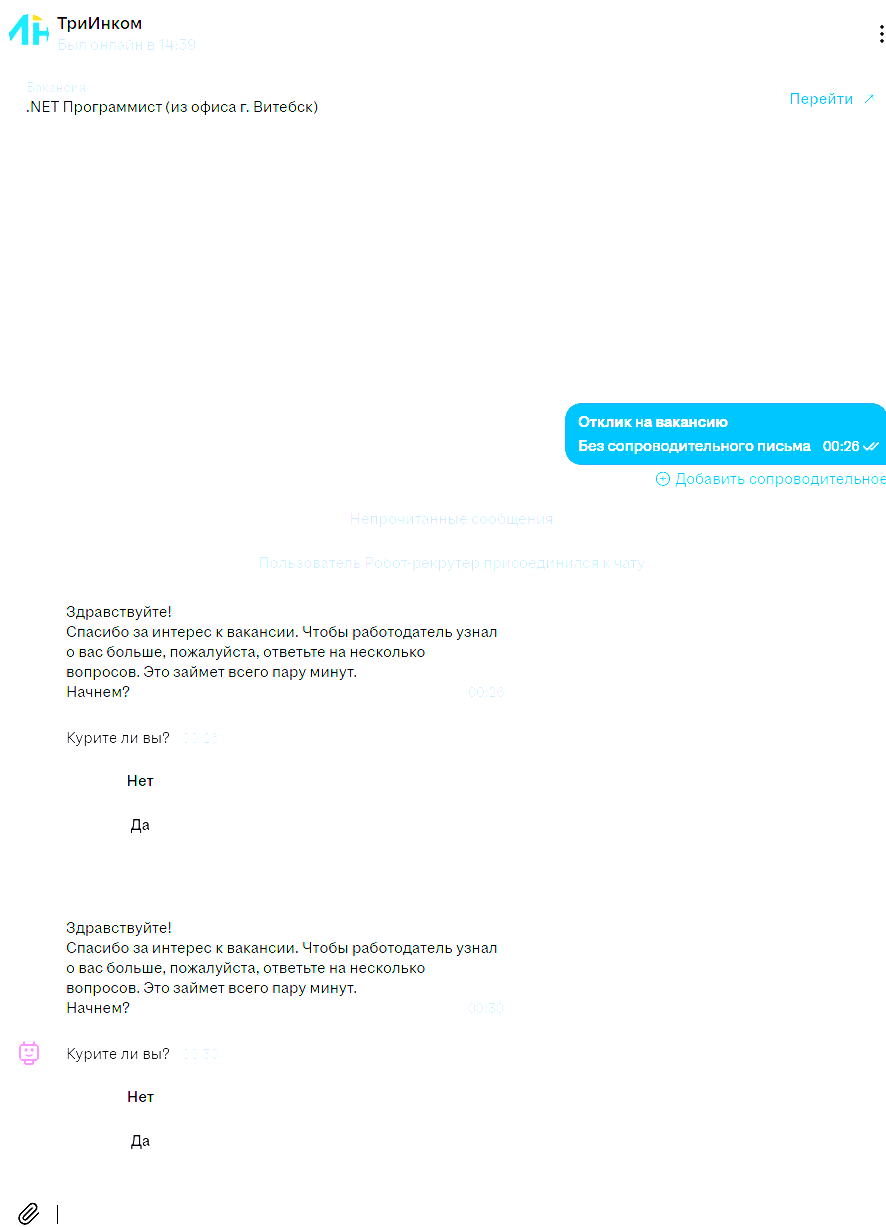 ТриИнком
Был онлайн в 14:39
Вакансия
.NET Программист (из офиса г. Витебск)
Перейти
Отклик на вакансию
Без сопроводительного письма 00:26
Добавить сопроводительное
Непрочитанные сообщения
Пользователь Робот-рекрутер присоединился к чату
Здравствуйте!
Спасибо за интерес к вакансии. Чтобы работодатель узнал
о вас больше, пожалуйста, ответьте на несколько
вопросов. Это займет всего пару минут.
Начнем? 00:26
Курите ли вы? 00:26
Нет
Да
Здравствуйте!
Спасибо за интерес к вакансии. Чтобы работодатель узнал
о вас больше, пожалуйста, ответьте на несколько
вопросов. Это займет всего пару минут.
Начнем? 00:30
Курите ли вы? 00:30
Нет
Да